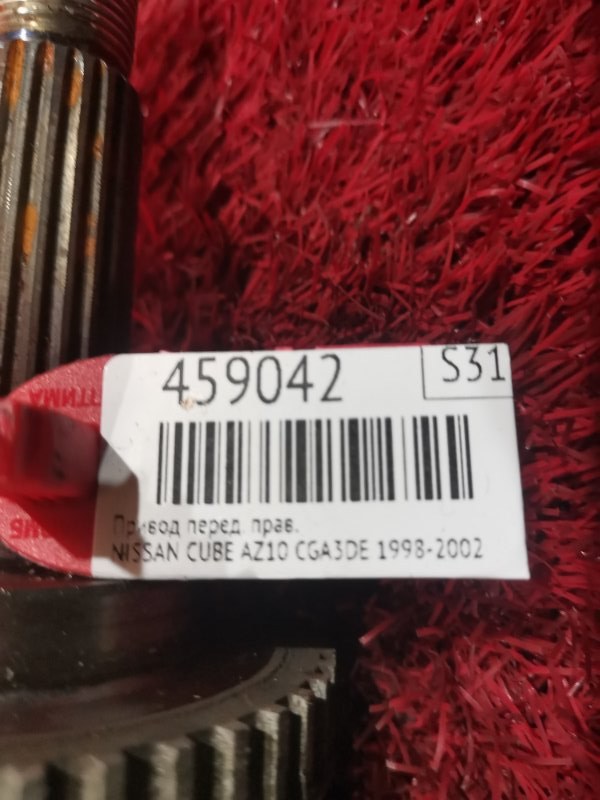 459042
S31
Привод перед. прав.
NISSAN CUBE AZ10 CGA3DE 1998-2002